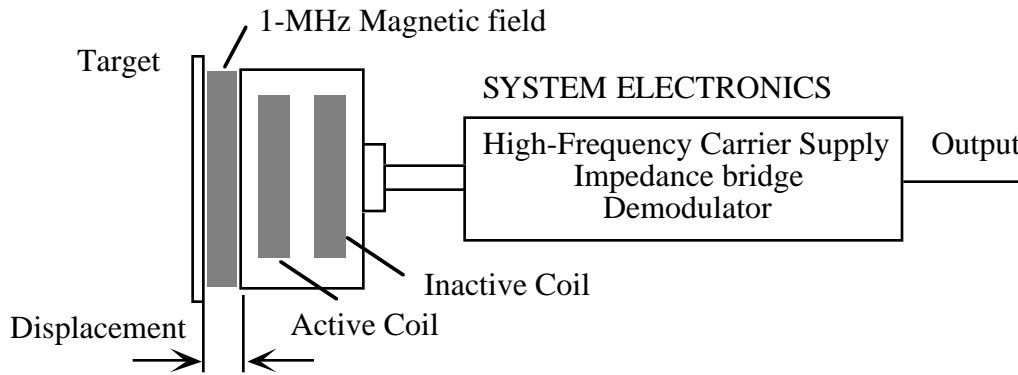 1-MHz Magnetic field
Target
SYSTEM ELECTRONICS
High-Frequency Carrier Supply
Impedance bridge
Demodulator
Output
Inactive Coil
Active Coil
Displacement